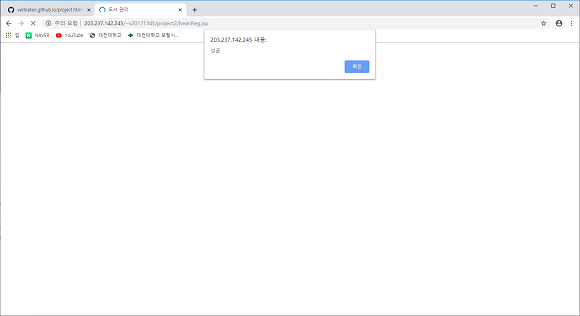 verbreten.github.io/project.html
도서 관리
주의 요함 | 203.237.142.245/~s20171345/project2/beanReg.jsp
앱 NAVER YouTube 대전대학교 대전대학교 포털시...
203.237.142.245 내용:
성공
확인